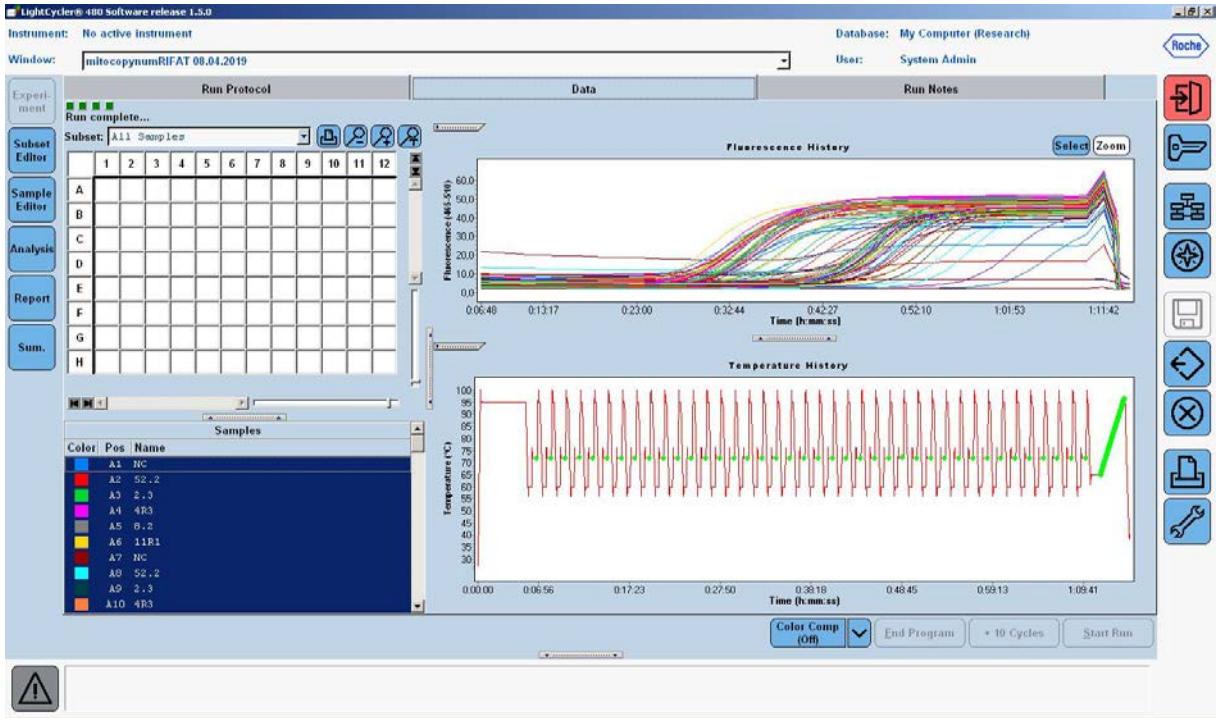 LightCycler® 480 Software release 1.5.0
Instrument: No active instrument
Database: My Computer (Research)
Window: mitocopynumRIFAT 08.04.2019
User: System Admin
Roche
Experi-
ment
Subset
Editor
Sample
Editor
Analysis
Report
Sum.
Run Protocol
Data
Run Notes
Run complete...
Subset: All Samples
1 2 3 4 5 6 7 8 9 10 11 12
A
B
C
D
E
F
G
H
Samples
Color Pos Name
A1 NC
A2 52.2
A3 2.3
A4 4R3
A5 8.2
A6 11R1
A7 NC
A8 52.2
A9 2.3
A10 4R3
Fluorescence History
Select Zoom
Fluorescence (465-510)
60.0
50.0
40.0
30.0
20.0
10.0
0,0
0:06:48 0:13:17 0:23:00 0:32:44 0:42:27 0:52:10 1:01:53 1:11:42
Time (h:mm:ss)
Temperature History
Temperature (°C)
100
95
90
85
80
75
70
65
60
55
50
45
40
35
30
0:00:00 0:06:56 0:17:23 0:27:50 0:38:18 0:48:45 0:59:13 1:09:41
Time (h:mm:ss)
Color Comp
(Off)
End Program
+ 10 Cycles
Start Run